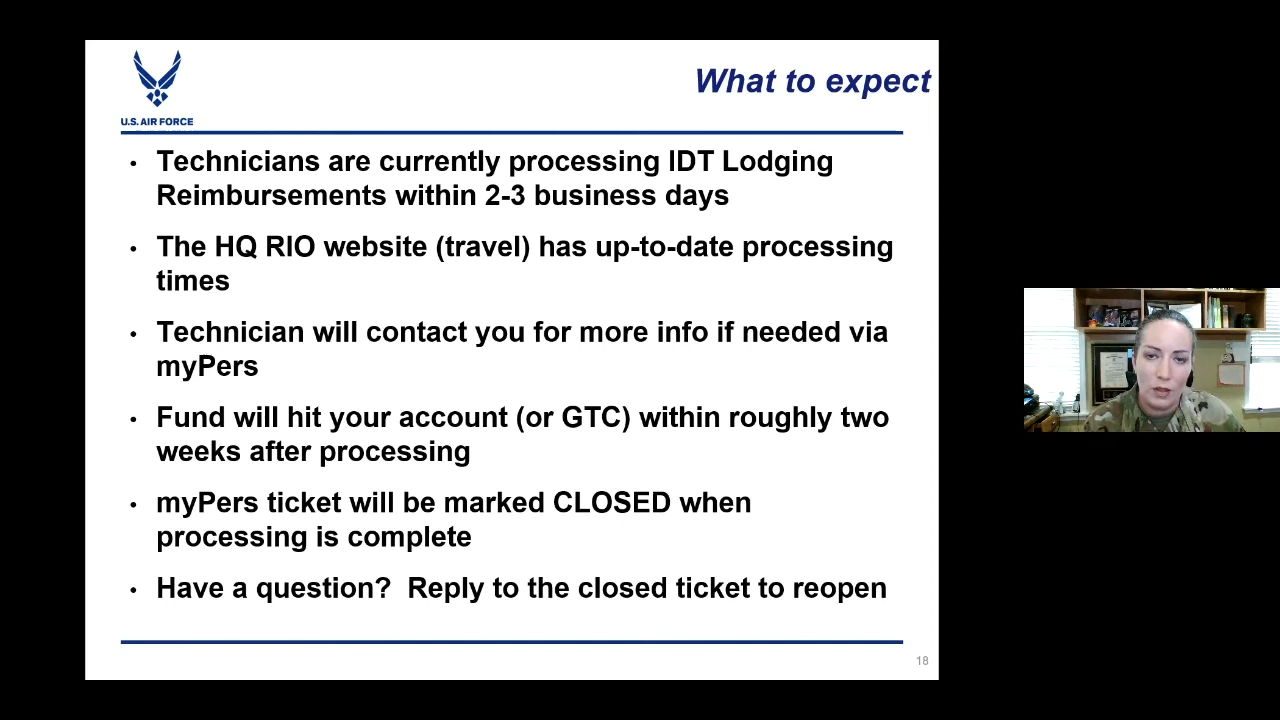 What to expect
U.S. AIR FORCE
• Technicians are currently processing IDT Lodging
Reimbursements within 2-3 business days
• The HQ RIO website (travel) has up-to-date processing
times
• Technician will contact you for more info if needed via
myPers
• Fund will hit your account (or GTC) within roughly two
weeks after processing
• myPers ticket will be marked CLOSED when
processing is complete
• Have a question?  Reply to the closed ticket to reopen
18